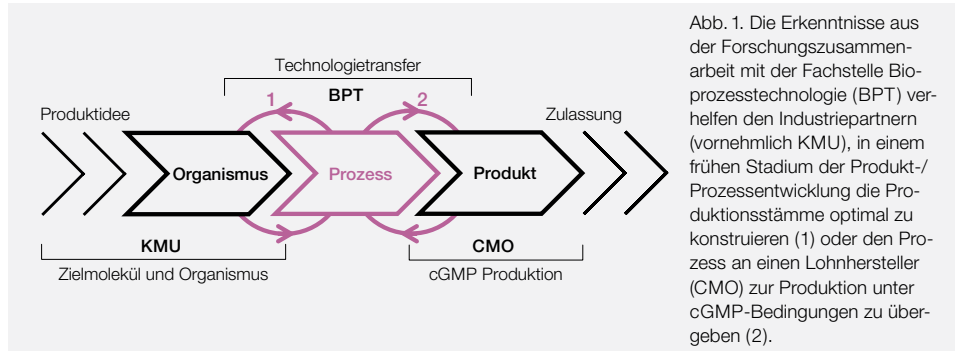 Technologietransfer
BPT
1
2
Produktidee
Zulassung
Organismus
Prozess
Produkt
KMU
CMO
Zielmolekül und Organismus
cGMP Produktion
Abb. 1. Die Erkenntnisse aus
der Forschungszusammen-
arbeit mit der Fachstelle Bio-
prozesstechnologie (BPT) ver-
helfen den Industriepartnern
(vornehmlich KMU), in einem
frühen Stadium der Produkt-/
Prozessentwicklung die Pro-
duktionsstämme optimal zu
konstruieren (1) oder den Pro-
zess an einen Lohnhersteller
(CMO) zur Produktion unter
cGMP-Bedingungen zu über-
geben (2).